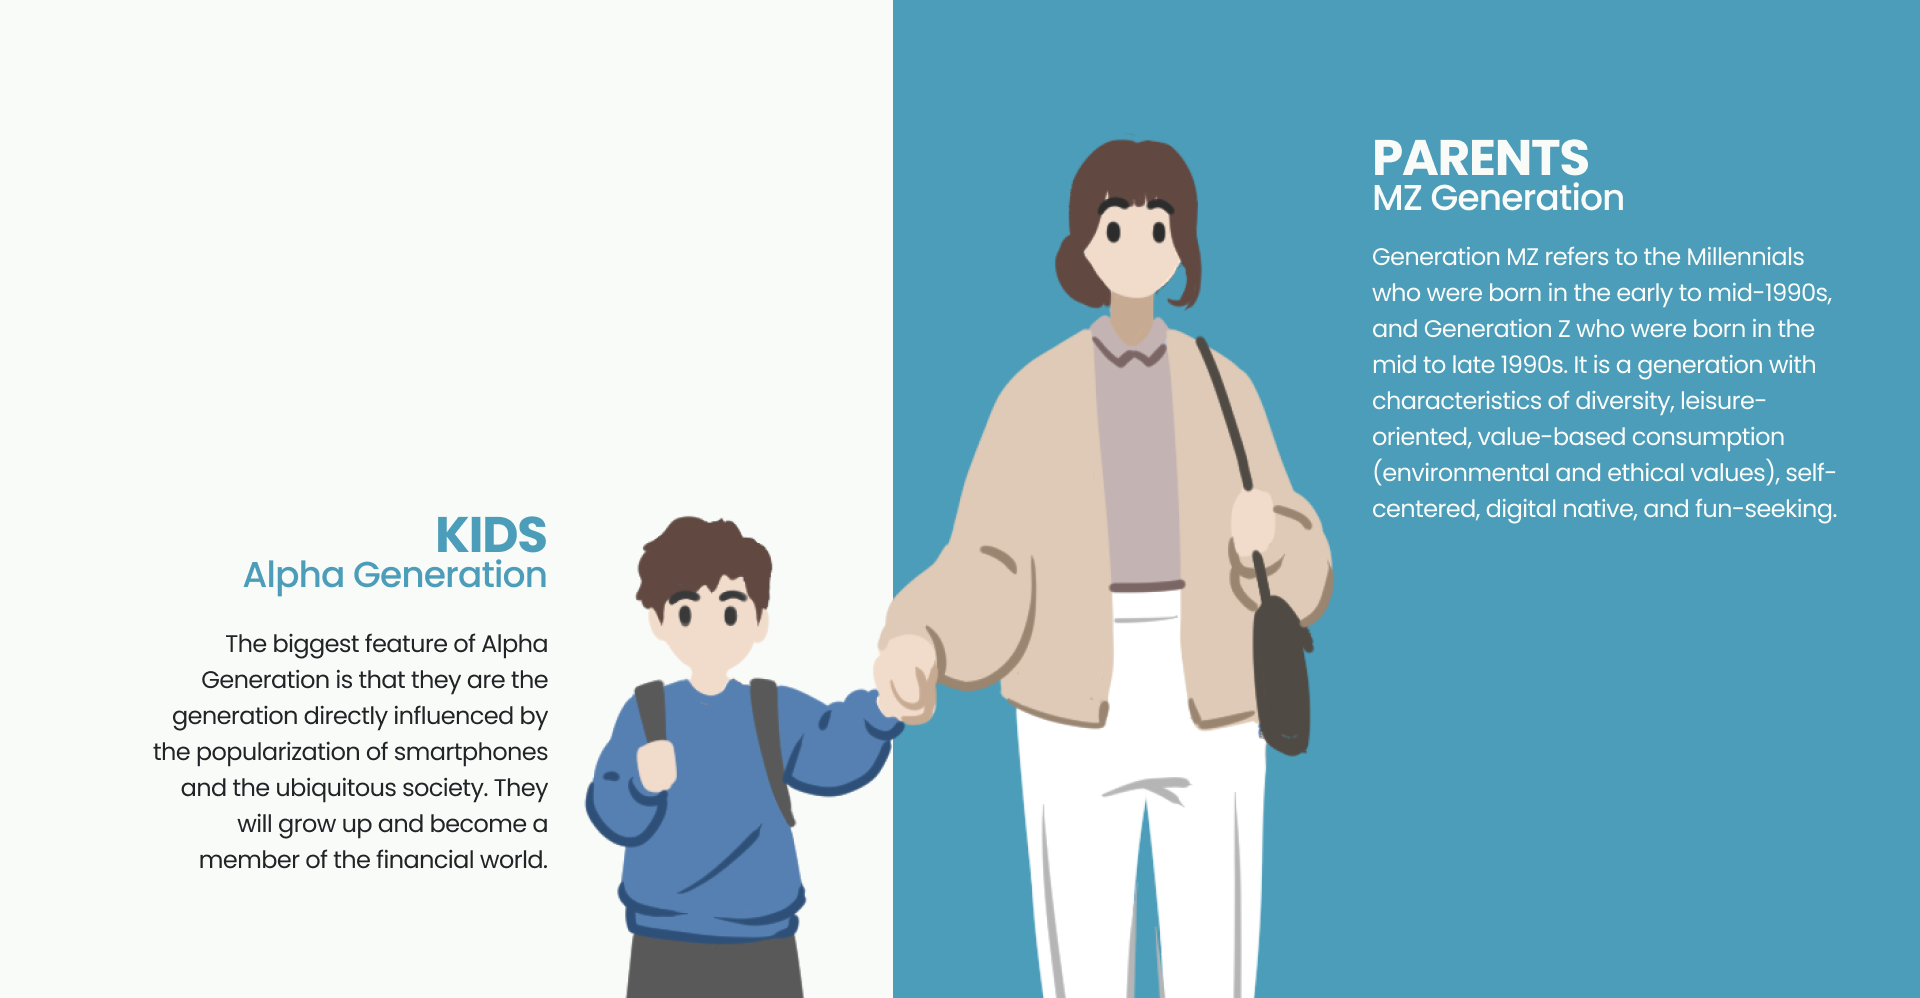 KIDS
Alpha Generation
The biggest feature of Alpha
Generation is that they are the
generation directly influenced by
the popularization of smartphones
and the ubiquitous society. They
will grow up and become a
member of the financial world.
PARENTS
MZ Generation
Generation MZ refers to the Millennials
who were born in the early to mid-1990s,
and Generation Z who were born in the
mid to late 1990s. It is a generation with
characteristics of diversity, leisure-
oriented, value-based consumption
(environmental and ethical values), self-
centered, digital native, and fun-seeking.